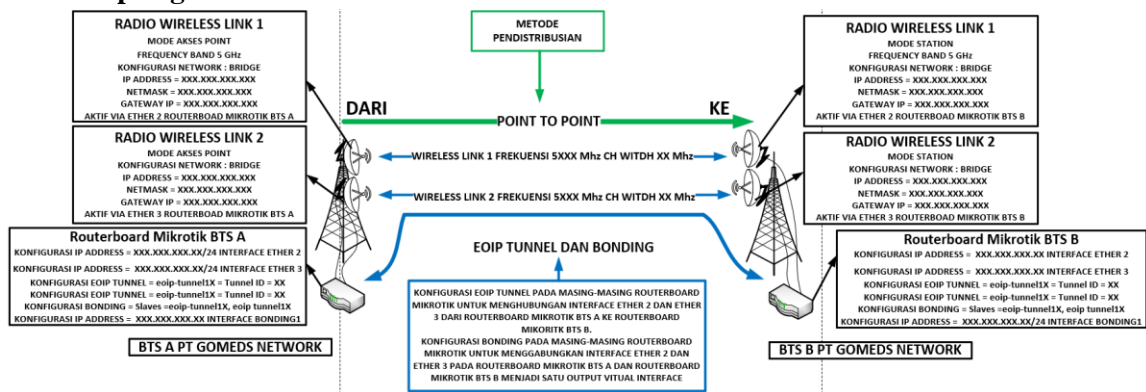 RADIO WIRELESS LINK 1
MODE AKSES POINT
FREQUENCY BAND 5 GHz
KONFIGURASI NETWORK : BRIDGE
IP ADDRESS = XXX.XXX.XXX.XXX
NETMASK = XXX.XXX.XXX.XXX
GATEWAY IP = XXX.XXX.XXX.XXX
AKTIF VIA ETHER 2 ROUTERBOAD MIKROTIK BTS A
RADIO WIRELESS LINK 2
MODE AKSES POINT
KONFIGURASI NETWORK : BRIDGE
IP ADDRESS = XXX.XXX.XXX.XXX
NETMASK = XXX.XXX.XXX.XXX
GATEWAY IP = XXX.XXX.XXX.XXX
AKTIF VIA ETHER 3 ROUTERBOAD MIKROTIK BTS A
Routerboard Mikrotik BTS A
KONFIGURASI IP ADDRESS = XXX.XXX.XXX.XX/24 INTERFACE ETHER 2
KONFIGURASI IP ADDRESS = XXX.XXX.XXX.XX/24 INTERFACE ETHER 3
KONFIGURASI EOIP TUNNEL = eoip-tunnel1X = Tunnel ID = XX
KONFIGURASI EOIP TUNNEL = eoip-tunnel1X = Tunnel ID = XX
KONFIGURASI BONDING = Slaves =eoip-tunnel1X, eoip tunnel1X
KONFIGURASI IP ADDRESS = XXX.XXX.XXX.XX INTERFACE BONDING1
BTS A PT GOMEDS NETWORK
METODE
PENDISTRIBUSIAN
DARI
KE
POINT TO POINT
WIRELESS LINK 1 FREKUENSI 5XXX Mhz CH WITDH XX Mhz
WIRELESS LINK 2 FREKUENSI 5XXX Mhz CH WITDH XX Mhz
EOIP TUNNEL DAN BONDING
KONFIGURASI EOIP TUNNEL PADA MASING-MASING ROUTERBOARD
MIKROTIK UNTUK MENGHUBUNGAN INTERFACE ETHER 2 DAN ETHER
3 DARI ROUTERBOARD MIKROTIK BTS A KE ROUTERBOARD
MIKORITK BTS B.
KONFIGURASI BONDING PADA MASING-MASING ROUTERBOARD
MIKROTIK UNTUK MENGGABUNGKAN INTERFACE ETHER 2 DAN
ETHER 3 PADA ROUTERBOARD MIKROTIK BTS A DAN ROUTERBOARD
MIKROTIK BTS B MENJADI SATU OUTPUT VITUAL INTERFACE
RADIO WIRELESS LINK 1
MODE STATION
FREQUENCY BAND 5 GHz
KONFIGURASI NETWORK : BRIDGE
IP ADDRESS = XXX.XXX.XXX.XXX
NETMASK = XXX.XXX.XXX.XXX
GATEWAY IP = XXX.XXX.XXX.XXX
AKTIF VIA ETHER 2 ROUTERBOAD MIKROTIK BTS B
RADIO WIRELESS LINK 2
MODE STATION
KONFIGURASI NETWORK : BRIDGE
IP ADDRESS = XXX.XXX.XXX.XXX
NETMASK = XXX.XXX.XXX.XXX
GATEWAY IP = XXX.XXX.XXX.XXX
AKTIF VIA ETHER 3 ROUTERBOAD MIKROTIK BTS B
Routerboard Mikrotik BTS B
KONFIGURASI IP ADDRESS = XXX.XXX.XXX.XX INTERFACE ETHER 2
KONFIGURASI IP ADDRESS = XXX.XXX.XXX.XX INTERFACE ETHER 3
KONFIGURASI EOIP TUNNEL = eoip-tunnel1X = Tunnel ID = XX
KONFIGURASI EOIP TUNNEL = eoip-tunnel1X = Tunnel ID = XX
KONFIGURASI BONDING = Slaves =eoip-tunnel1X, eoip tunnel1X
KONFIGURASI IP ADDRESS = XXX.XXX.XXX.XX/24 INTERFACE BONDING1
BTS B PT GOMEDS NETWORK